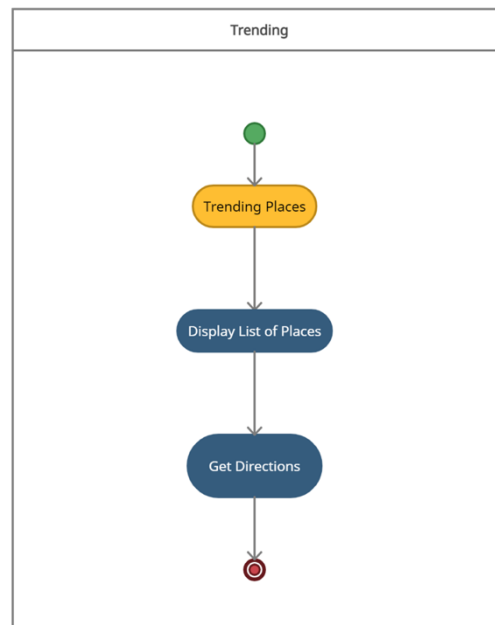 Trending
Trending Places
Display List of Places
Get Directions